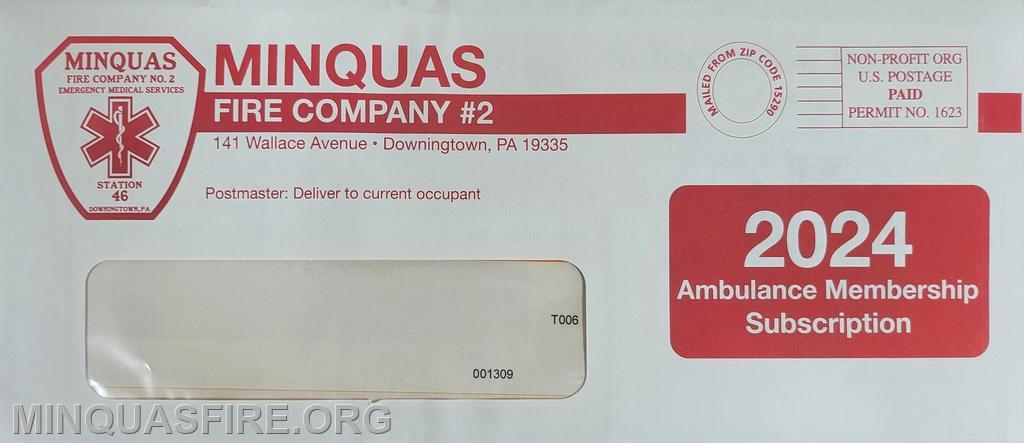 MINQUAS
FIRE COMPANY NO. 2
EMERGENCY MEDICAL SERVICES
STATION
46
DOWNINGTOWN, PA
MINQUAS
FIRE COMPANY #2
141 Wallace Avenue • Downingtown, PA 19335
Postmaster: Deliver to current occupant
MAILED FROM ZIP CODE 15290
NON-PROFIT ORG
U.S. POSTAGE
PAID
PERMIT NO. 1623
2024
Ambulance Membership
Subscription
T006
001309
MINQUASFIRE.ORG